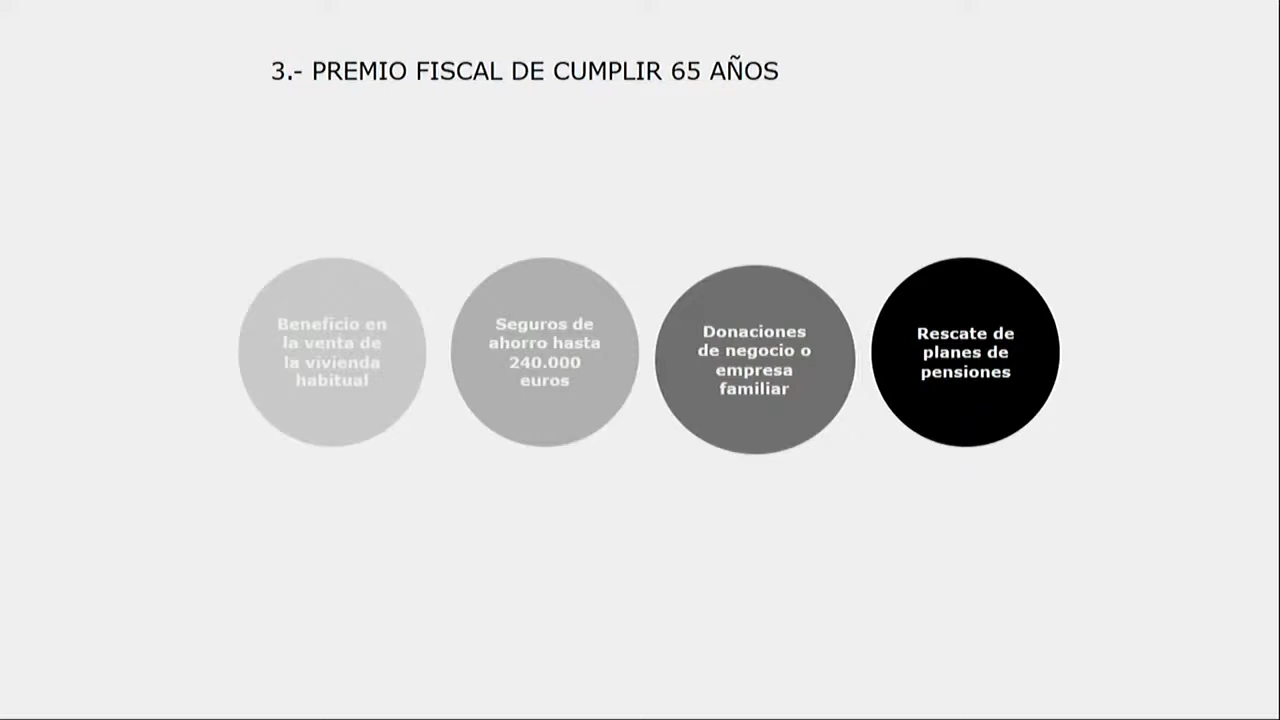 3.- PREMIO FISCAL DE CUMPLIR 65 AÑOS
Beneficio en
la venta de
la vivienda
habitual
Seguros de
ahorro hasta
240.000
euros
Donaciones
de negocio o
empresa
familiar
Rescate de
planes de
pensiones